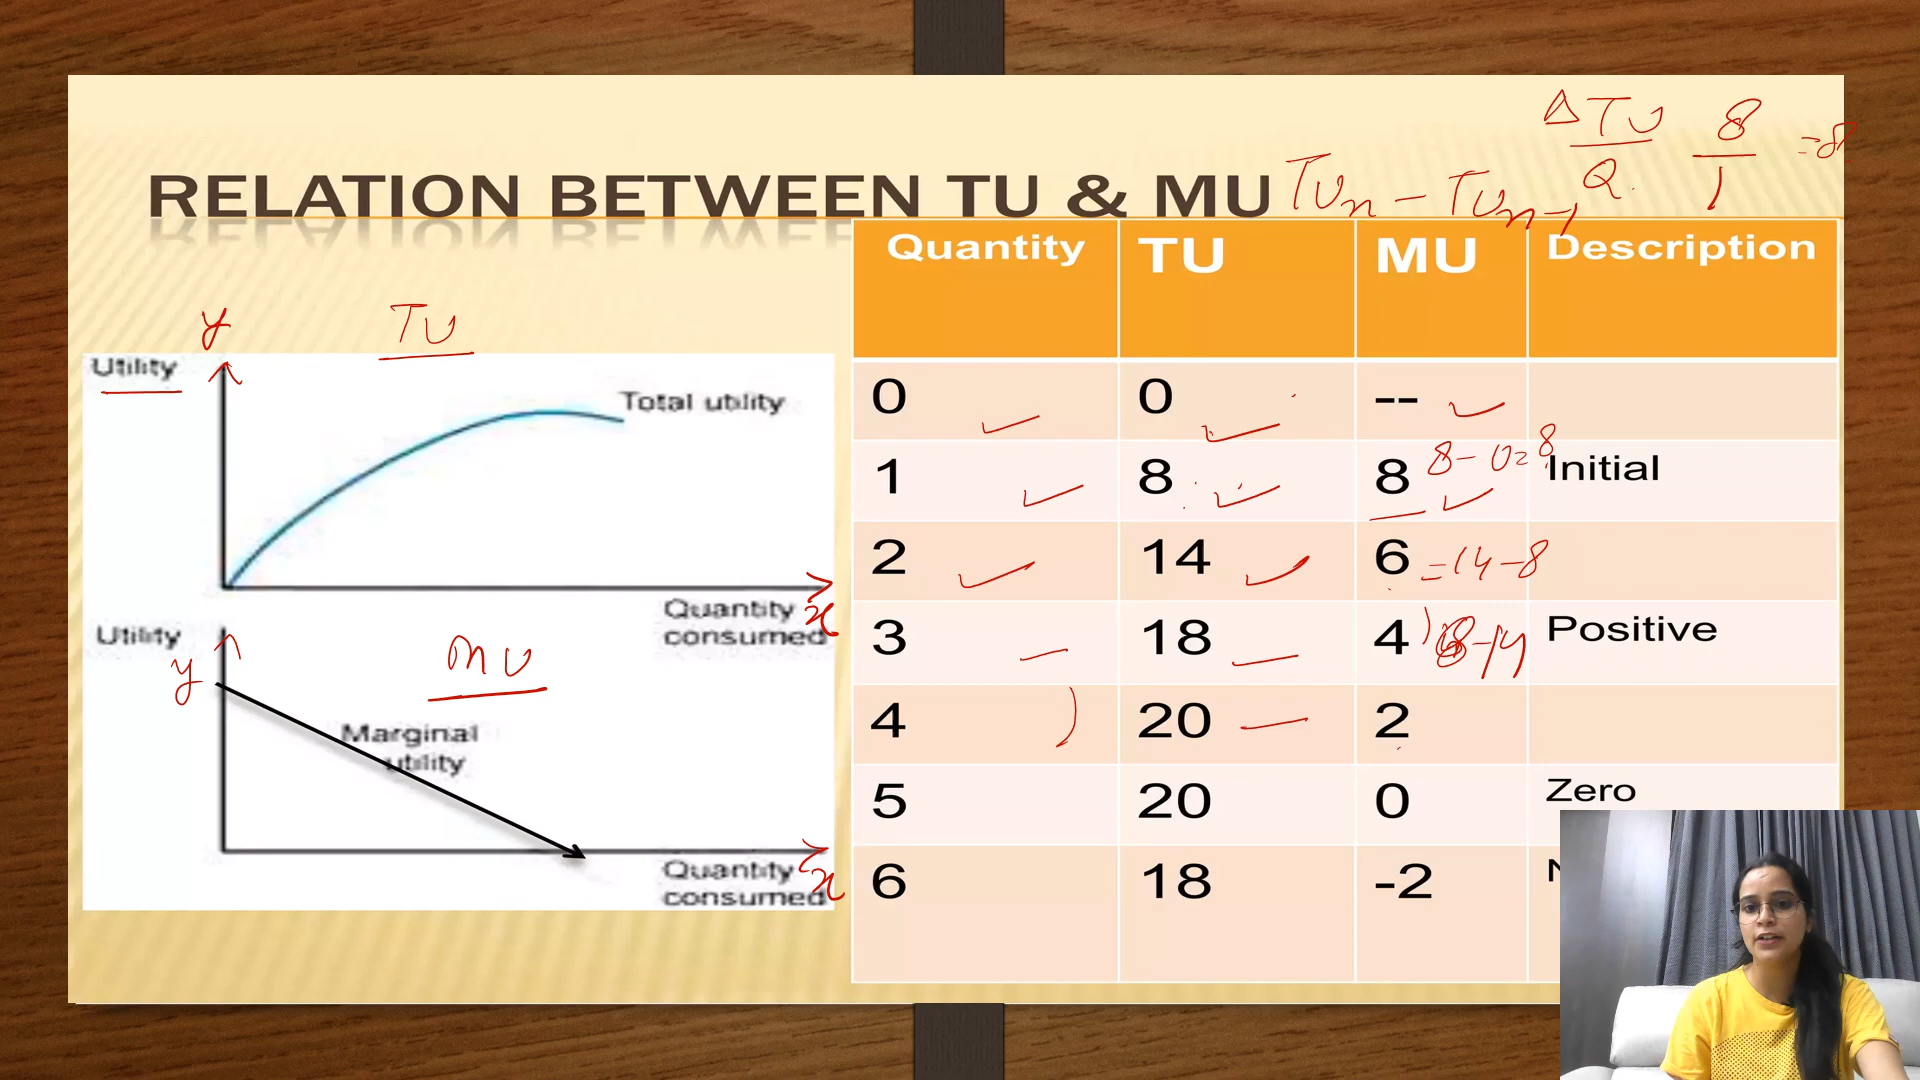 ΔTU 8
Q. 1 =8
RELATION BETWEEN TU & MU TUn - TUn-1
y TU
Utility
Total utility
Quantity x
consumed
Utility
y MU
Marginal
utility
Quantity x
consumed
Quantity TU MU Description
0 0 --
1 8 8 8-0=8 Initial
2 14 6 =14-8
3 18 4 Positive
4 20 2
5 20 0 Zero
6 18 -2